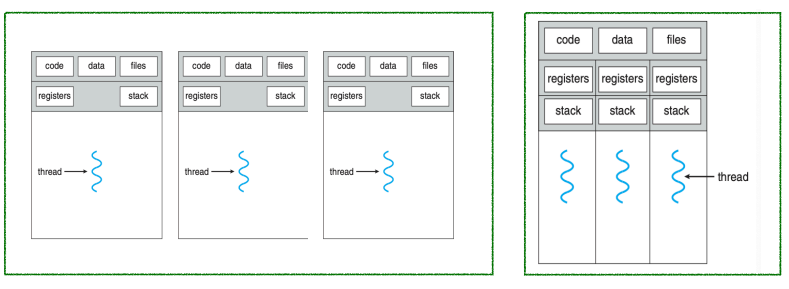 code data files
registers stack
thread
code data files
registers stack
thread
code data files
registers stack
thread
code data files
registers registers registers
stack stack stack
thread